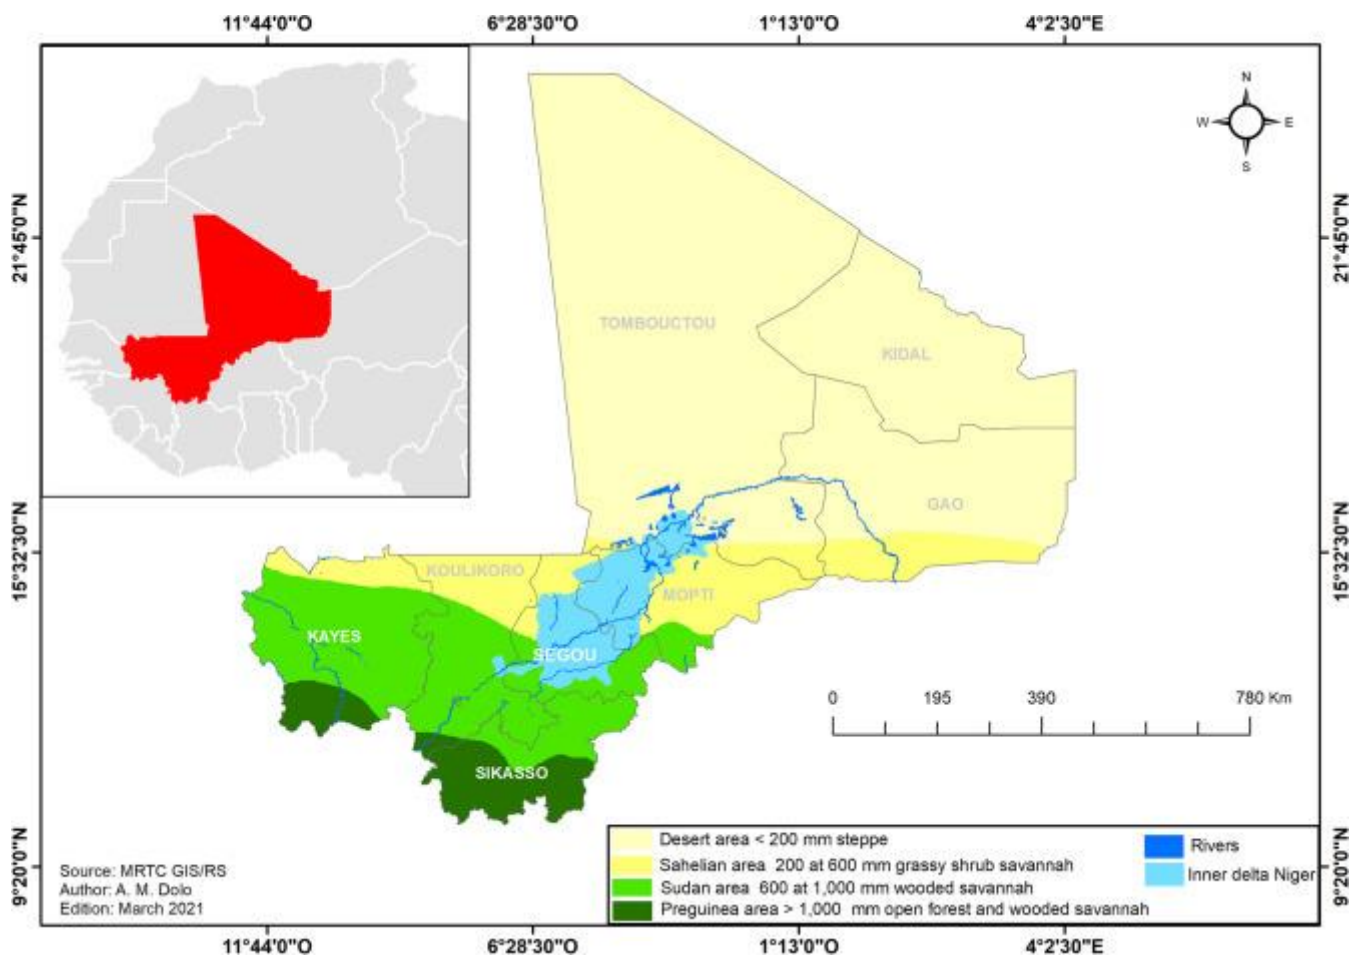 11°44'0"O
6°28'30"O
1°13'0"O
4°2'30"E
21°45'0"N
21°45'0"N
N
W
E
S
TOMBOUCTOU
KIDAL
GAO
15°32'30"N
15°32'30"N
KOULIKORO
MOPTI
KAYES
SEGOU
0 195 390 780 Km
SIKASSO
9°20'0"N
9°20'0"N
Desert area < 200 mm steppe
Sahelian area 200 at 600 mm grassy shrub savannah
Sudan area 600 at 1,000 mm wooded savannah
Preguinea area > 1,000 mm open forest and wooded savannah
Rivers
Inner delta Niger
Source: MRTC GIS/RS
Author: A. M. Dolo
Edition: March 2021
11°44'0"O
6°28'30"O
1°13'0"O
4°2'30"E